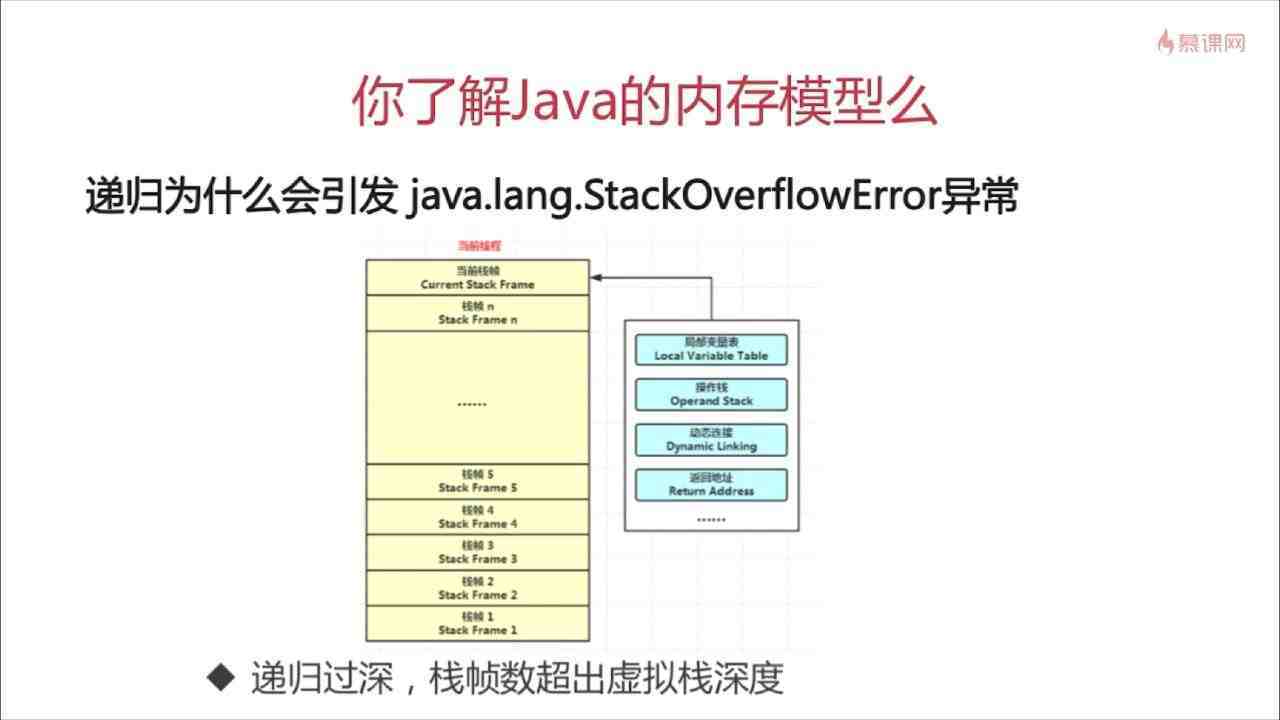 慕课网
你了解Java的内存模型么
递归为什么会引发 java.lang.StackOverflowError异常
当前线程
当前栈帧
Current Stack Frame
栈帧 n
Stack Frame n
......
栈帧 5
Stack Frame 5
栈帧 4
Stack Frame 4
栈帧 3
Stack Frame 3
栈帧 2
Stack Frame 2
栈帧 1
Stack Frame 1
局部变量表
Local Variable Table
操作栈
Operand Stack
动态连接
Dynamic Linking
返回地址
Return Address
......
◆ 递归过深，栈帧数超出虚拟栈深度